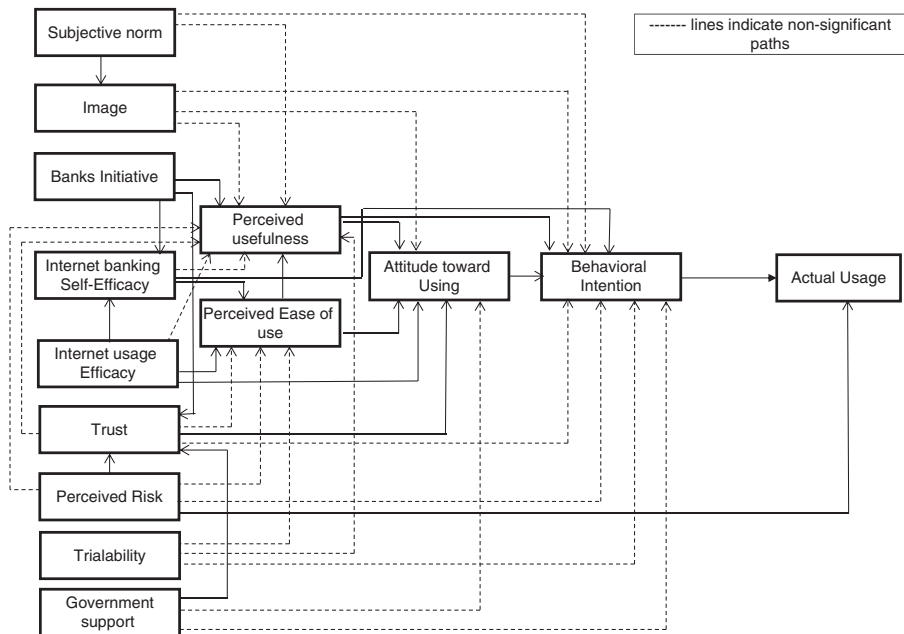 Subjective norm
------- lines indicate non-significant
paths
Image
Banks Initiative
Perceived
usefulness
Internet banking
Self-Efficacy
Attitude toward
Using
Behavioral
Intention
Actual Usage
Perceived Ease of
use
Internet usage
Efficacy
Trust
Perceived Risk
Trialability
Government
support